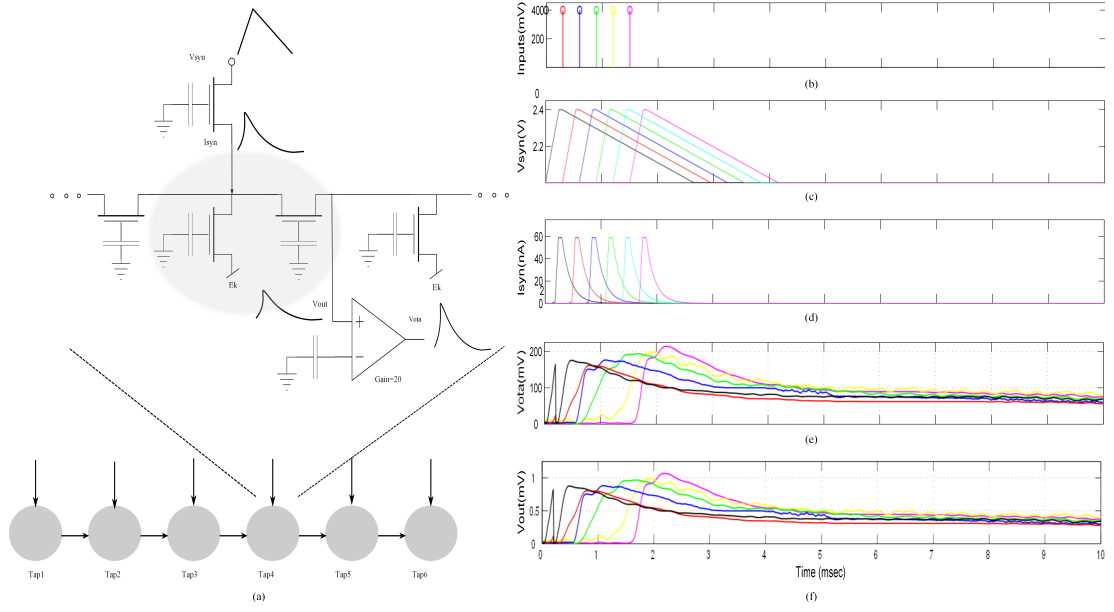 Vsyn
Isyn
Ek
Ek
Vout
Vota
Gain=20
Tap1
Tap2
Tap3
Tap4
Tap5
Tap6
(a)
Inputs(mV)
400
200
0
(b)
Vsyn(V)
2.4
2.2
(c)
Isyn(nA)
60
40
20
0
(d)
Vota(mV)
200
100
0
(e)
Vout(mV)
1
0.5
0
0 1 2 3 4 5 6 7 8 9 10
Time (msec)
(f)